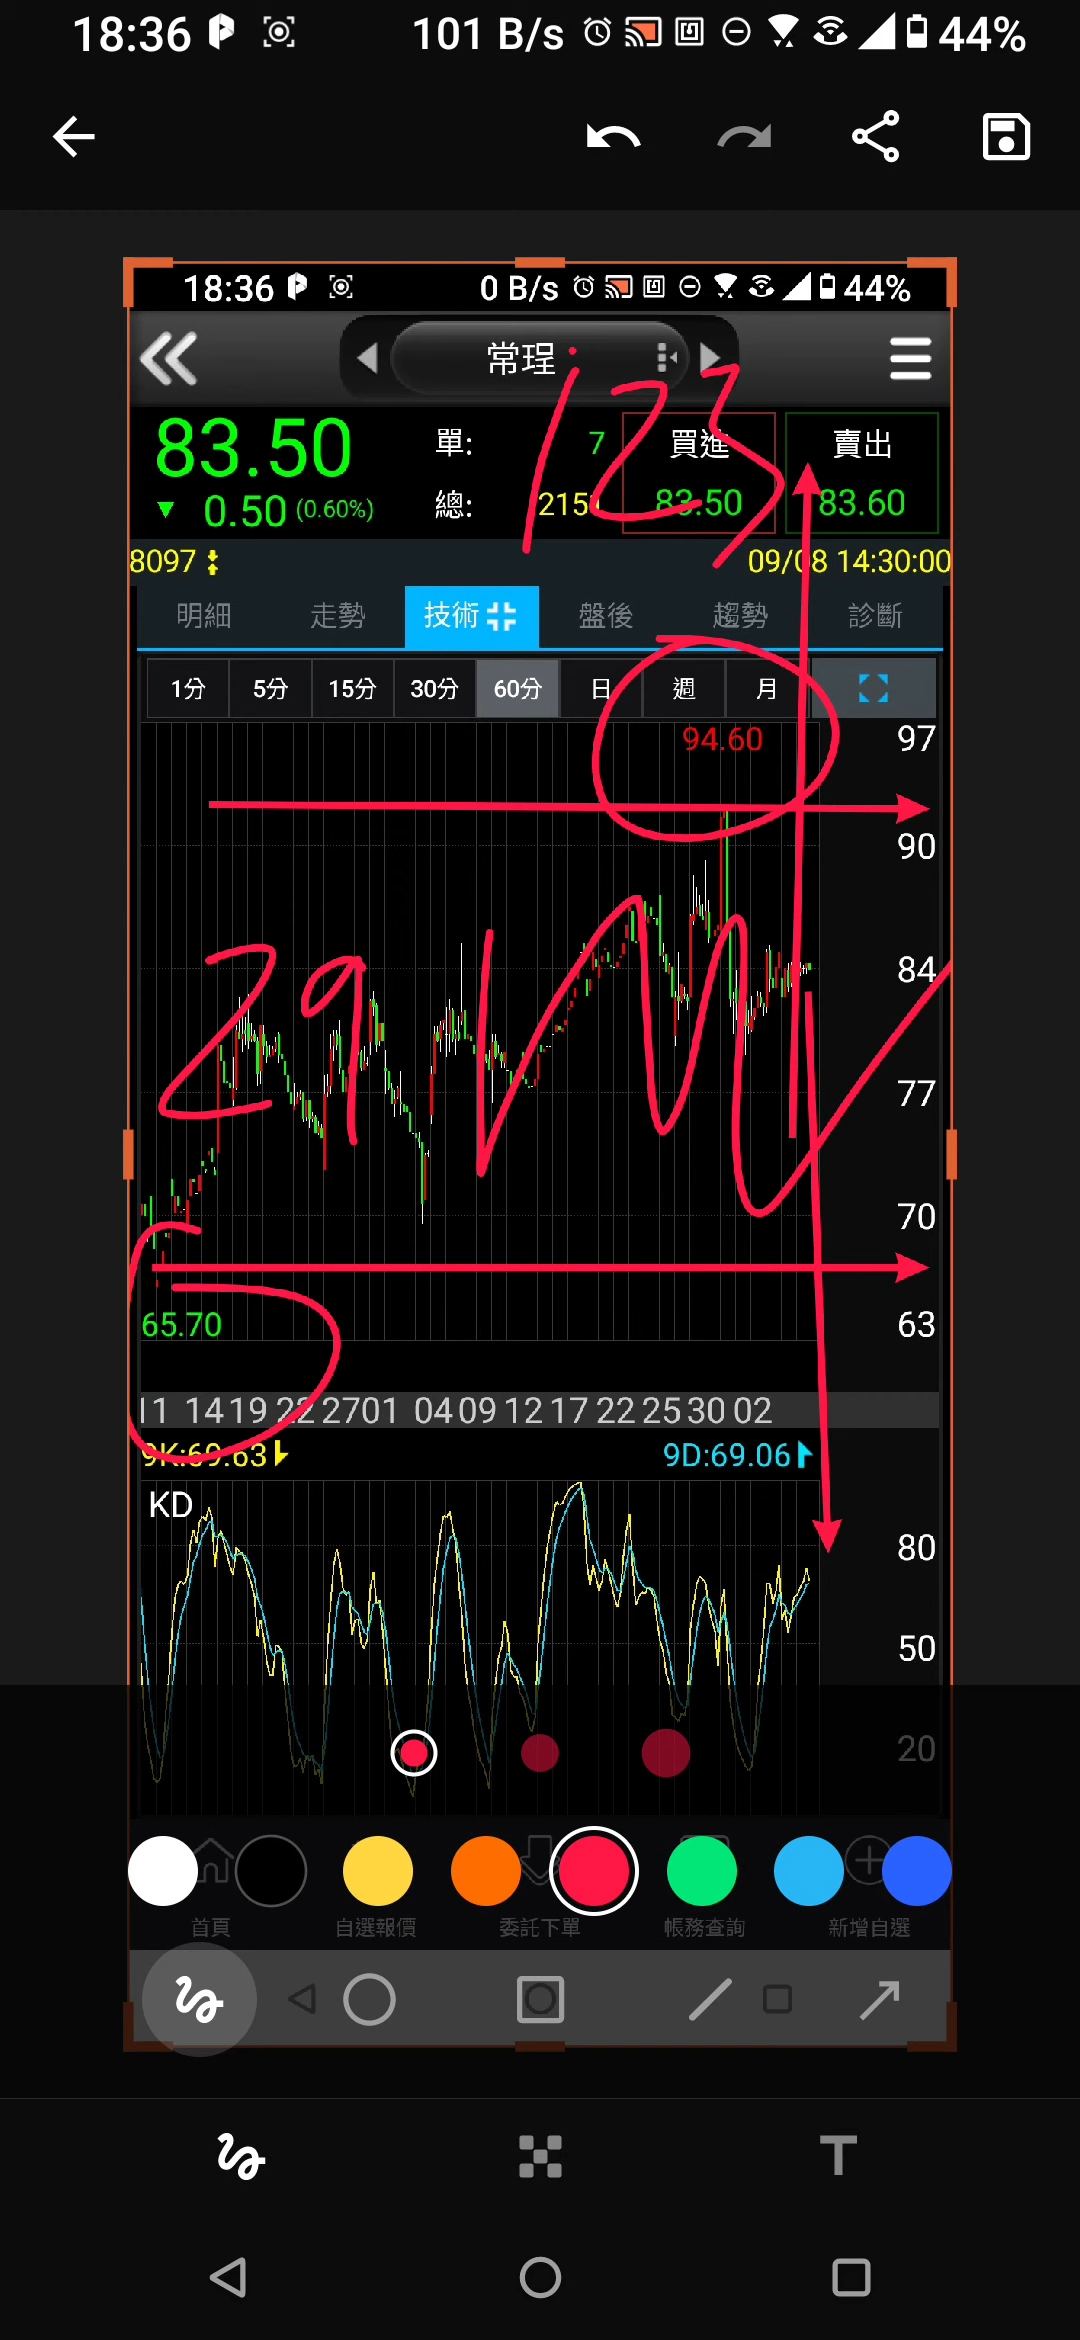 18:36 101 B/s 44%
18:36 0 B/s 44%
常珵
123
83.50 單: 7 買進 賣出
0.50 (0.60%) 總: 215 83.50 83.60
8097 09/08 14:30:00
明細 走勢 技術 盤後 趨勢 診斷
1分 5分 15分 30分 60分 日 週 月
94.60 97
90
29
84
77
70
65.70 63
11 14 19 22 27 01 04 09 12 17 22 25 30 02
9K:69.63 9D:69.06
KD
80
50
20
首頁 自選報價 委託下單 帳務查詢 新增自選
T